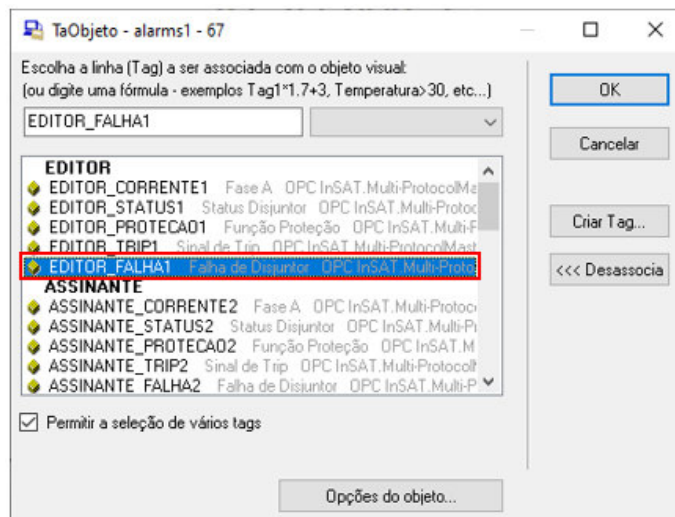 TaObjeto - alarms1 - 67
Escolha a linha (Tag) a ser associada com o objeto visual:
(ou digite uma fórmula - exemplos Tag1*1.7+3, Temperatura>30, etc...)
OK
EDITOR_FALHA1
Cancelar
EDITOR
EDITOR_CORRENTE1 Fase A OPC InSAT.Multi-ProtocolMa
EDITOR_STATUS1 Status Disjuntor OPC InSAT.Multi-Protoc
EDITOR_PROTECAO1 Função Proteção OPC InSAT.Multi-F
Criar Tag...
EDITOR_TRIP1 Sinal de Trip OPC InSAT.Multi-ProtocolMast
EDITOR_FALHA1 Falha de Disjuntor OPC InSAT.Multi-Proto
<<< Desassocia
ASSINANTE
ASSINANTE_CORRENTE2 Fase A OPC InSAT.Multi-Protoc
ASSINANTE_STATUS2 Status Disjuntor OPC InSAT.Multi-Pr
ASSINANTE_PROTECAO2 Função Proteção OPC InSAT.M
ASSINANTE_TRIP2 Sinal de Trip OPC InSAT.Multi-Protocol
ASSINANTE_FALHA2 Falha de Disjuntor OPC InSAT.Multi-P
Permitir a seleção de vários tags
Opções do objeto...